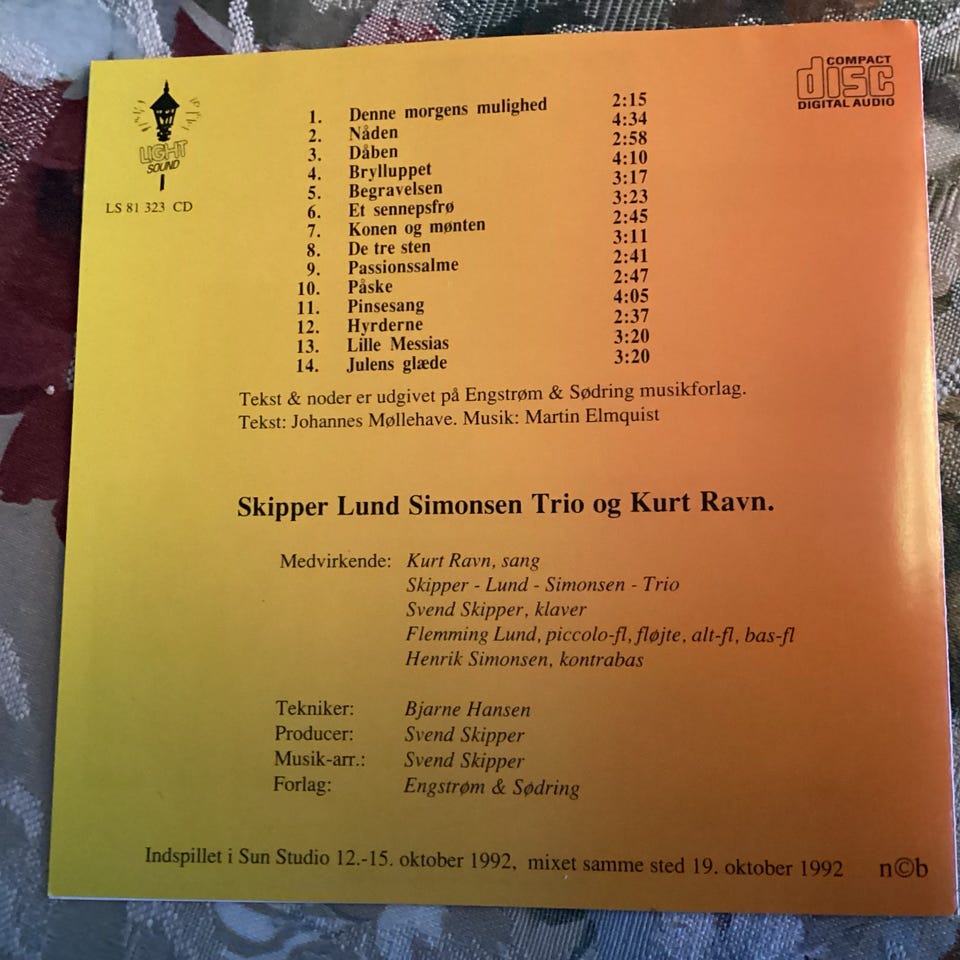 LIGHT
SOUND
LS 81 323 CD
COMPACT
disc
DIGITAL AUDIO
1. Denne morgens mulighed 2:15
2. Nåden 4:34
3. Dåben 2:58
4. Brylluppet 4:10
5. Begravelsen 3:17
6. Et sennepsfrø 3:23
7. Konen og mønten 2:45
8. De tre sten 3:11
9. Passionssalme 2:41
10. Påske 2:47
11. Pinsesang 4:05
12. Hyrderne 2:37
13. Lille Messias 3:20
14. Julens glæde 3:20
Tekst & noder er udgivet på Engstrøm & Sødring musikforlag.
Tekst: Johannes Møllehave. Musik: Martin Elmquist
Skipper Lund Simonsen Trio og Kurt Ravn.
Medvirkende: Kurt Ravn, sang
Skipper - Lund - Simonsen - Trio
Svend Skipper, klaver
Flemming Lund, piccolo-fl, fløjte, alt-fl, bas-fl
Henrik Simonsen, kontrabas
Tekniker: Bjarne Hansen
Producer: Svend Skipper
Musik-arr.: Svend Skipper
Forlag: Engstrøm & Sødring
Indspillet i Sun Studio 12.-15. oktober 1992, mixet samme sted 19. oktober 1992 n©b